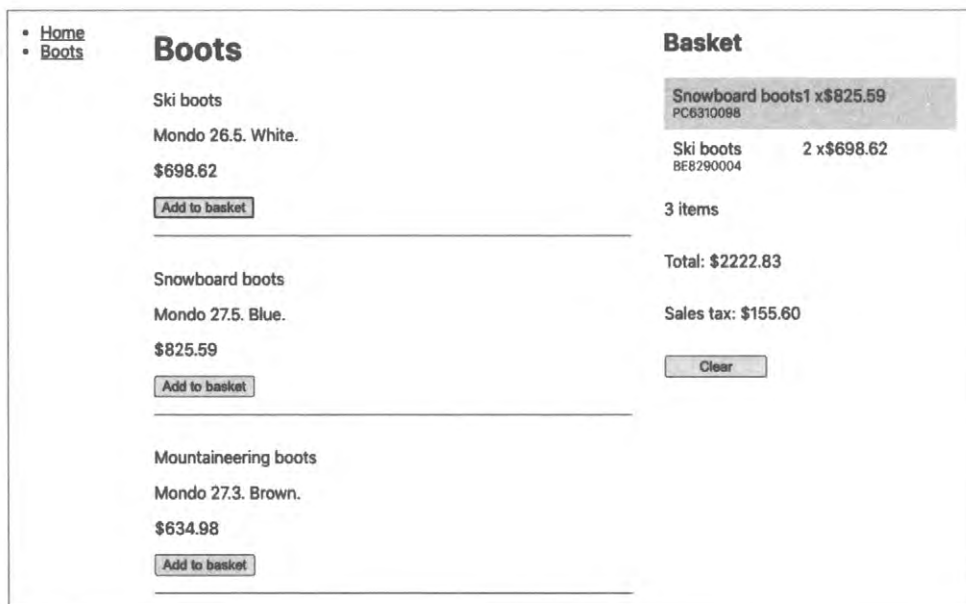 Home
Boots
Boots
Ski boots
Mondo 26.5. White.
$698.62
Add to basket
Snowboard boots
Mondo 27.5. Blue.
$825.59
Add to basket
Mountaineering boots
Mondo 27.3. Brown.
$634.98
Add to basket
Basket
Snowboard boots1 x$825.59
PC6310098
Ski boots 2 x$698.62
BE8290004
3 items
Total: $2222.83
Sales tax: $155.60
Clear